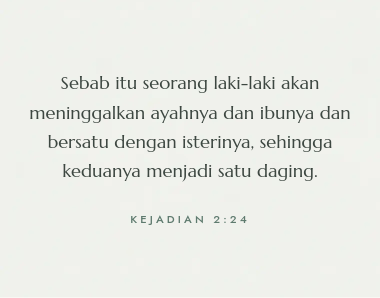 Sebab itu seorang laki-laki akan
meninggalkan ayahnya dan ibunya dan
bersatu dengan isterinya, sehingga
keduanya menjadi satu daging.
KEJADIAN 2:24